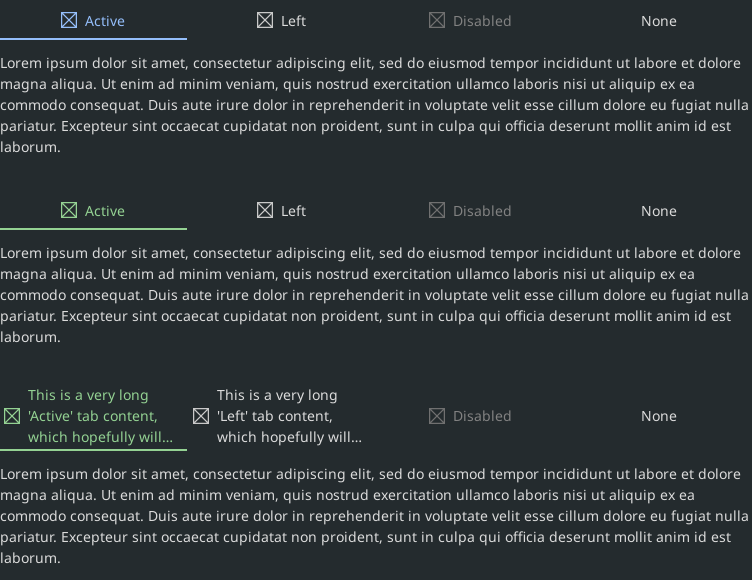 Active Left Disabled None
Lorem ipsum dolor sit amet, consectetur adipiscing elit, sed do eiusmod tempor incididunt ut labore et dolore
magna aliqua. Ut enim ad minim veniam, quis nostrud exercitation ullamco laboris nisi ut aliquip ex ea
commodo consequat. Duis aute irure dolor in reprehenderit in voluptate velit esse cillum dolore eu fugiat nulla
pariatur. Excepteur sint occaecat cupidatat non proident, sunt in culpa qui officia deserunt mollit anim id est
laborum.
Active Left Disabled None
Lorem ipsum dolor sit amet, consectetur adipiscing elit, sed do eiusmod tempor incididunt ut labore et dolore
magna aliqua. Ut enim ad minim veniam, quis nostrud exercitation ullamco laboris nisi ut aliquip ex ea
commodo consequat. Duis aute irure dolor in reprehenderit in voluptate velit esse cillum dolore eu fugiat nulla
pariatur. Excepteur sint occaecat cupidatat non proident, sunt in culpa qui officia deserunt mollit anim id est
laborum.
This is a very long
'Active' tab content,
which hopefully will...
This is a very long
'Left' tab content,
which hopefully will...
Disabled
None
Lorem ipsum dolor sit amet, consectetur adipiscing elit, sed do eiusmod tempor incididunt ut labore et dolore
magna aliqua. Ut enim ad minim veniam, quis nostrud exercitation ullamco laboris nisi ut aliquip ex ea
commodo consequat. Duis aute irure dolor in reprehenderit in voluptate velit esse cillum dolore eu fugiat nulla
pariatur. Excepteur sint occaecat cupidatat non proident, sunt in culpa qui officia deserunt mollit anim id est
laborum.